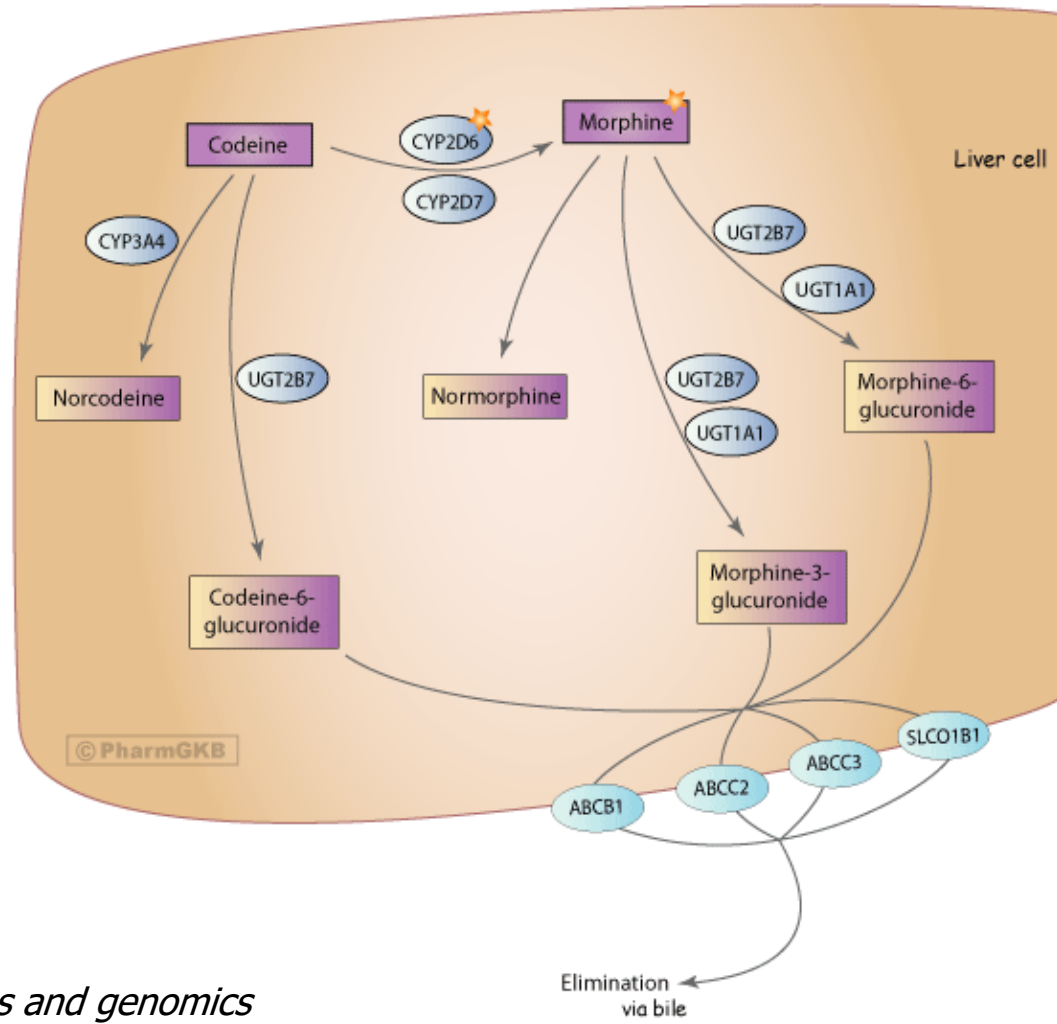 Codeine
CYP2D6
CYP2D7
Morphine
Liver cell
CYP3A4
UGT2B7
UGT1A1
Norcodeine
UGT2B7
Normorphine
UGT2B7
UGT1A1
Morphine-6-
glucuronide
Codeine-6-
glucuronide
Morphine-3-
glucuronide
© PharmGKB
ABCB1
ABCC2
ABCC3
SLCO1B1
Elimination
via bile
s and genomics